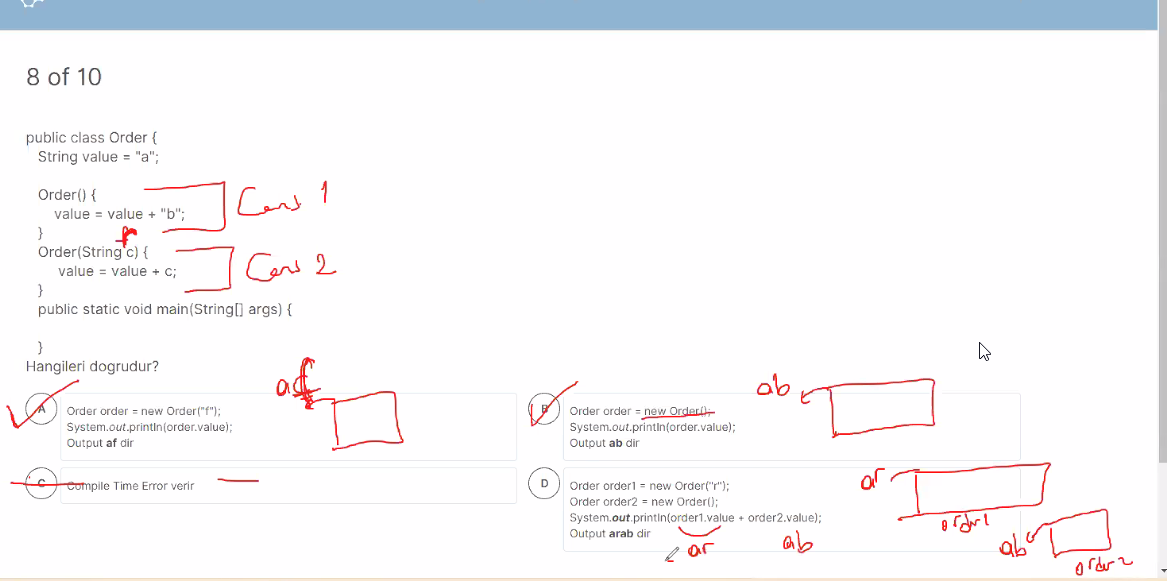 8 of 10
public class Order {
String value = "a";
Order() {
value = value + "b";
}
Cons 1
f
Order(String c) {
value = value + c;
}
Cons 2
public static void main(String[] args) {
}
Hangileri dogrudur?
af
A
Order order = new Order("f");
System.out.println(order.value);
Output af dir
ab
B
Order order = new Order();
System.out.println(order.value);
Output ab dir
C
Compile Time Error verir
D
Order order1 = new Order("r");
Order order2 = new Order();
System.out.println(order1.value + order2.value);
Output arab dir
ar
ab
ar
order1
ab
order2